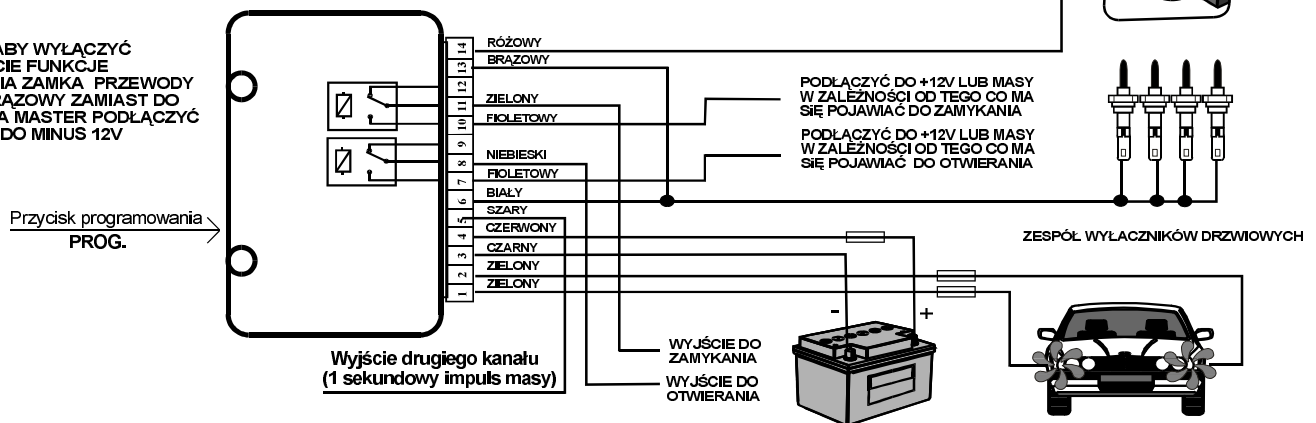 ABY WYŁĄCZYĆ
CIE FUNKCJE
IA ZAMKA PRZEWODY
RĄZOWY ZAMIAST DO
A MASTER PODŁĄCZYĆ
DO MINUS 12V
Przycisk programowania
PROG.
14 RÓŻOWY
13 BRĄZOWY
12
11 ZIELONY
10 FIOLETOWY
9
8 NIEBIESKI
7 FIOLETOWY
6 BIAŁY
5 SZARY
4 CZERWONY
3 CZARNY
2 ZIELONY
1 ZIELONY
PODŁĄCZYĆ DO +12V LUB MASY
W ZALEŻNOŚCI OD TEGO CO MA
SIĘ POJAWIAĆ DO ZAMYKANIA
PODŁĄCZYĆ DO +12V LUB MASY
W ZALEŻNOŚCI OD TEGO CO MA
SIĘ POJAWIAĆ DO OTWIERANIA
ZESPÓŁ WYŁACZNIKÓW DRZWIOWYCH
- +
WYJŚCIE DO
ZAMYKANIA
WYJŚCIE DO
OTWIERANIA
Wyjście drugiego kanału
(1 sekundowy impuls masy)